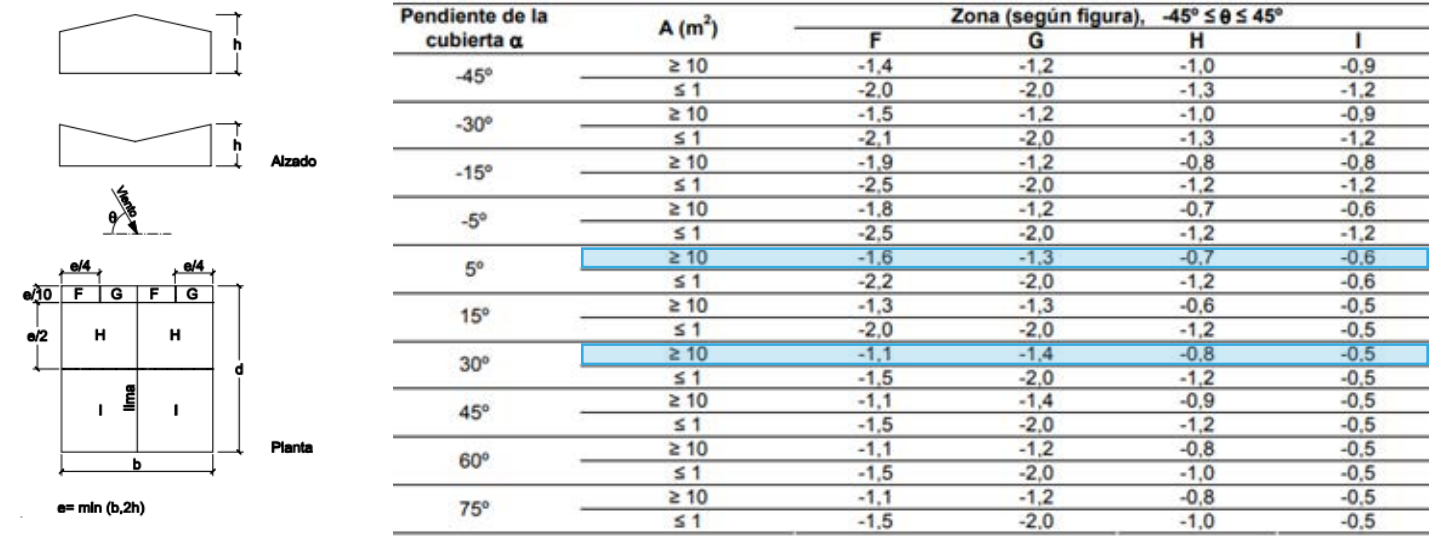 h
h
Alzado
Viento
θ
e/4 e/4
e/10 F G F G
e/2 H H
d
I lima I
Planta
b
e= min (b,2h)
Pendiente de la cubierta α A (m²) Zona (según figura), -45º ≤ θ ≤ 45º
F G H I
-45º ≥ 10 -1,4 -1,2 -1,0 -0,9
≤ 1 -2,0 -2,0 -1,3 -1,2
-30º ≥ 10 -1,5 -1,2 -1,0 -0,9
≤ 1 -2,1 -2,0 -1,3 -1,2
-15º ≥ 10 -1,9 -1,2 -0,8 -0,8
≤ 1 -2,5 -2,0 -1,2 -1,2
-5º ≥ 10 -1,8 -1,2 -0,7 -0,6
≤ 1 -2,5 -2,0 -1,2 -1,2
5º ≥ 10 -1,6 -1,3 -0,7 -0,6
≤ 1 -2,2 -2,0 -1,2 -0,6
15º ≥ 10 -1,3 -1,3 -0,6 -0,5
≤ 1 -2,0 -2,0 -1,2 -0,5
30º ≥ 10 -1,1 -1,4 -0,8 -0,5
≤ 1 -1,5 -2,0 -1,2 -0,5
45º ≥ 10 -1,1 -1,4 -0,9 -0,5
≤ 1 -1,5 -2,0 -1,2 -0,5
60º ≥ 10 -1,1 -1,2 -0,8 -0,5
≤ 1 -1,5 -2,0 -1,0 -0,5
75º ≥ 10 -1,1 -1,2 -0,8 -0,5
≤ 1 -1,5 -2,0 -1,0 -0,5